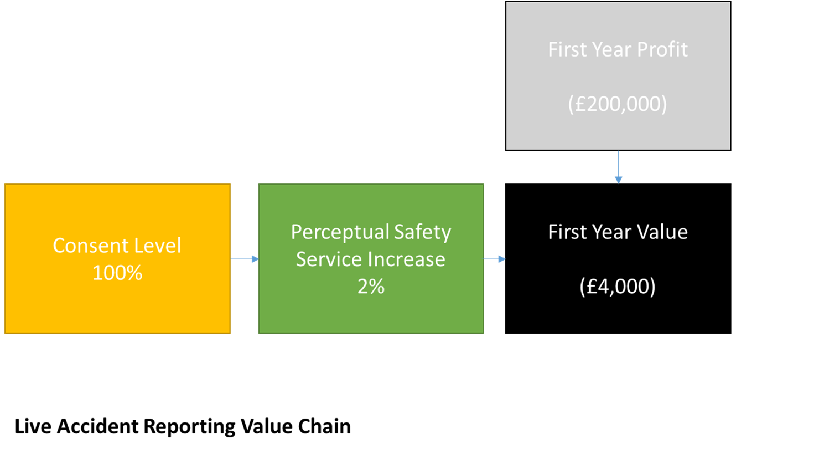 First Year Profit
(£200,000)
Consent Level
100%
Perceptual Safety
Service Increase
2%
First Year Value
(£4,000)
Live Accident Reporting Value Chain